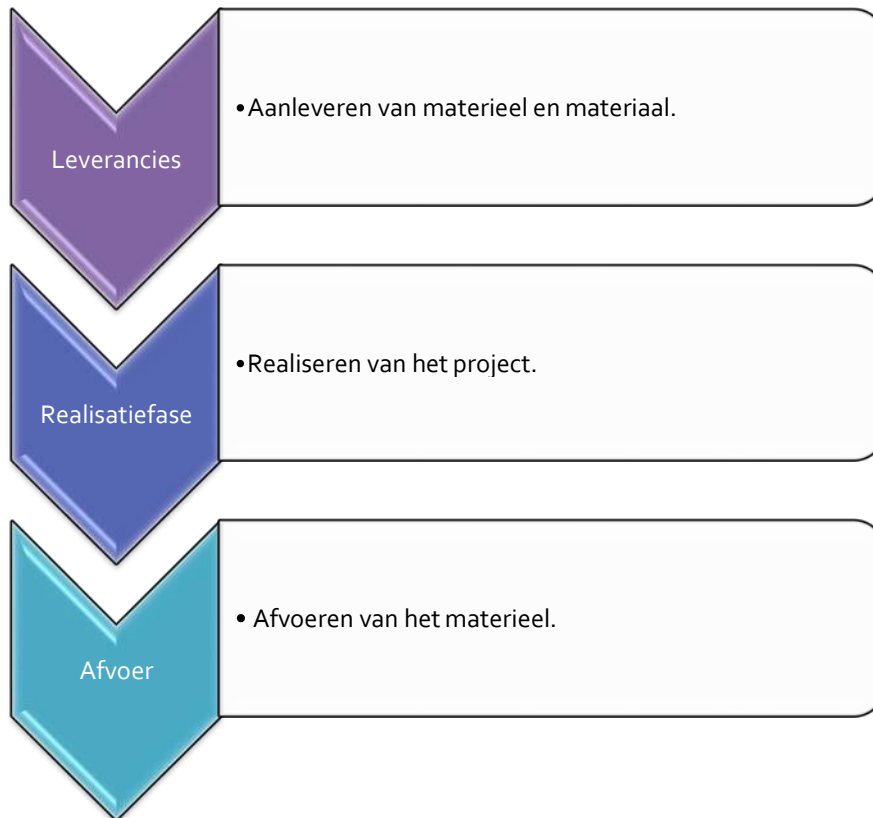 Leverancies
•Aanleveren van materieel en materiaal.
Realisatiefase
•Realiseren van het project.
Afvoer
• Afvoeren van het materieel.